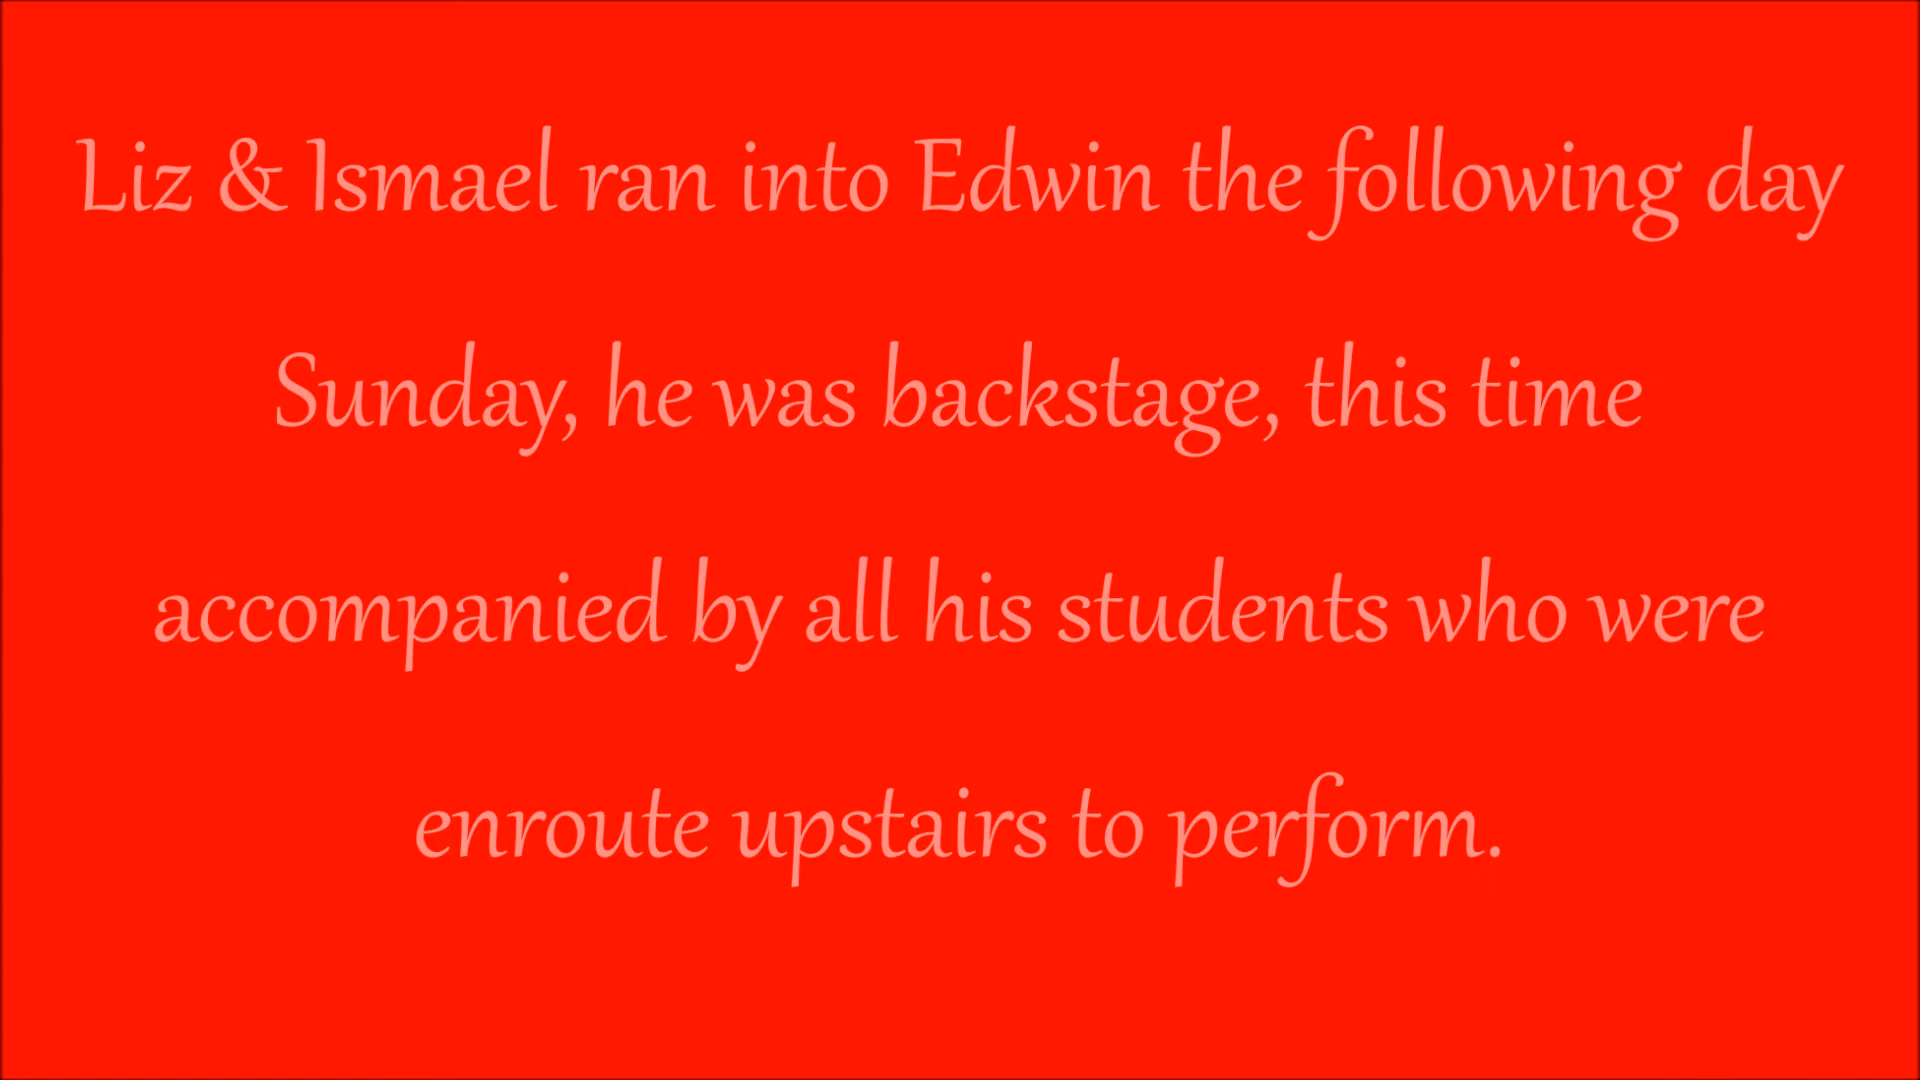 Liz & Ismael ran into Edwin the following day
Sunday, he was backstage, this time
accompanied by all his students who were
enroute upstairs to perform.